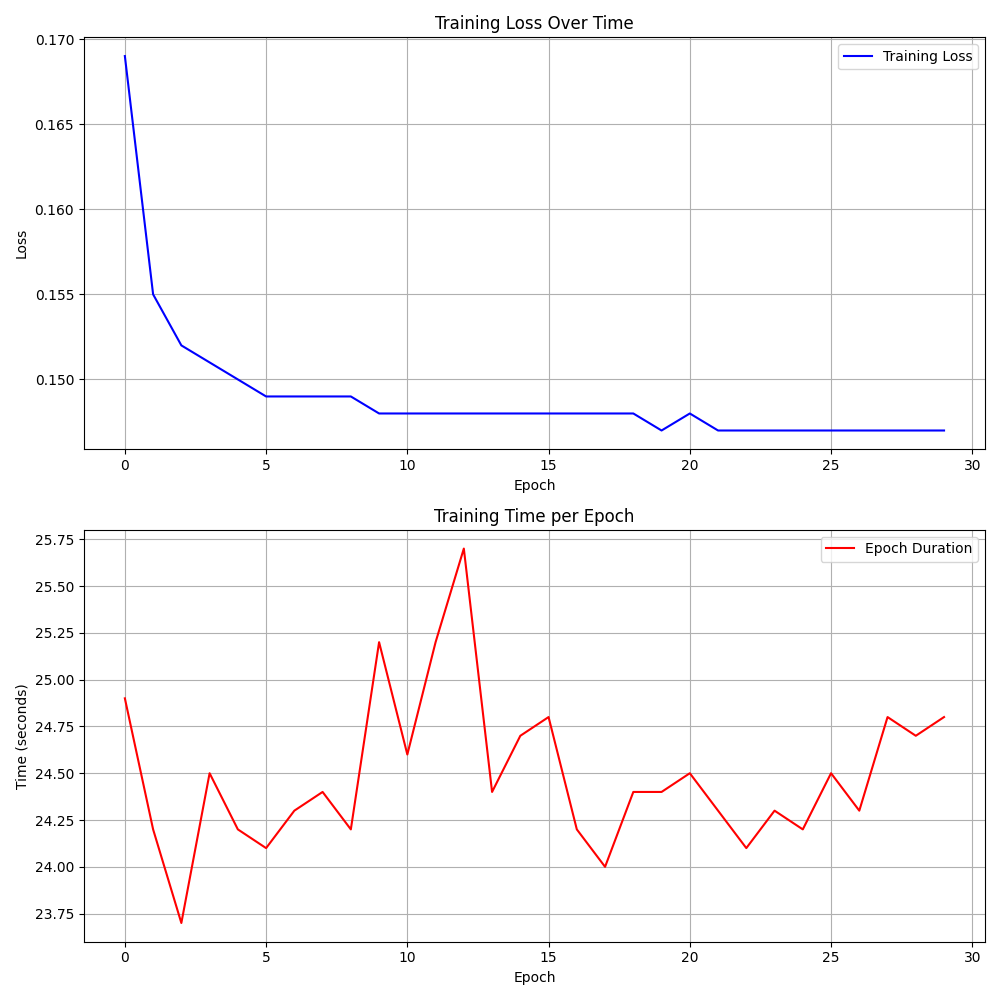 Training Loss Over Time
Training Loss
0.170
0.165
0.160
0.155
0.150
Loss
0 5 10 15 20 25 30
Epoch
Training Time per Epoch
Epoch Duration
25.75
25.50
25.25
25.00
24.75
24.50
24.25
24.00
23.75
Time (seconds)
0 5 10 15 20 25 30
Epoch